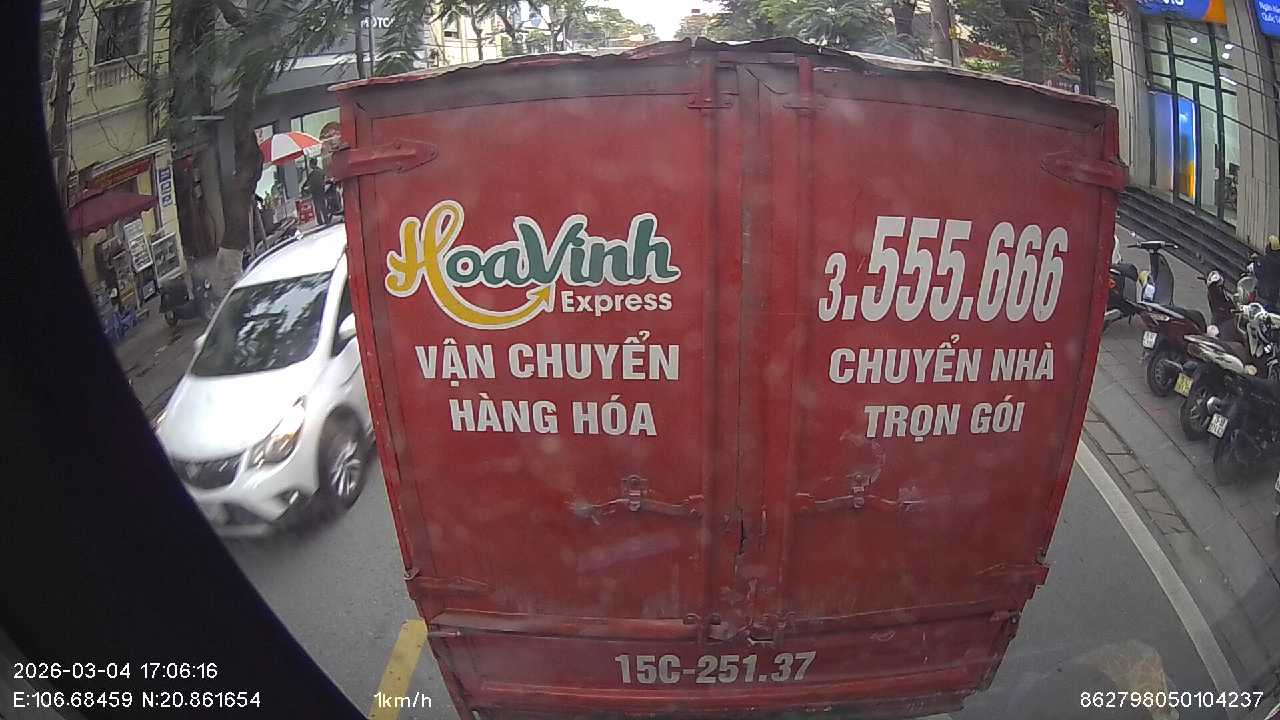 HoaVinh
Express
VẬN CHUYỂN
HÀNG HÓA
3.555.666
CHUYỂN NHÀ
TRỌN GÓI
15C-251.37
2026-03-04 17:06:16
E:106.68459 N:20.861654
1km/h
862798050104237